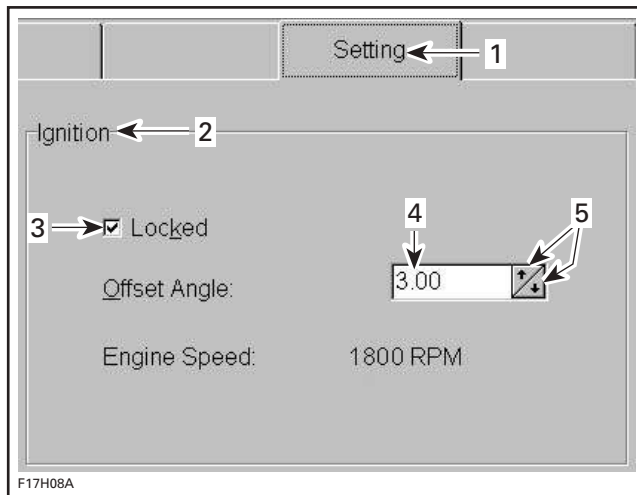 Setting 1
Ignition 2
3 Locked
4 5
Offset Angle: 3.00
Engine Speed: 1800 RPM
F17H08A